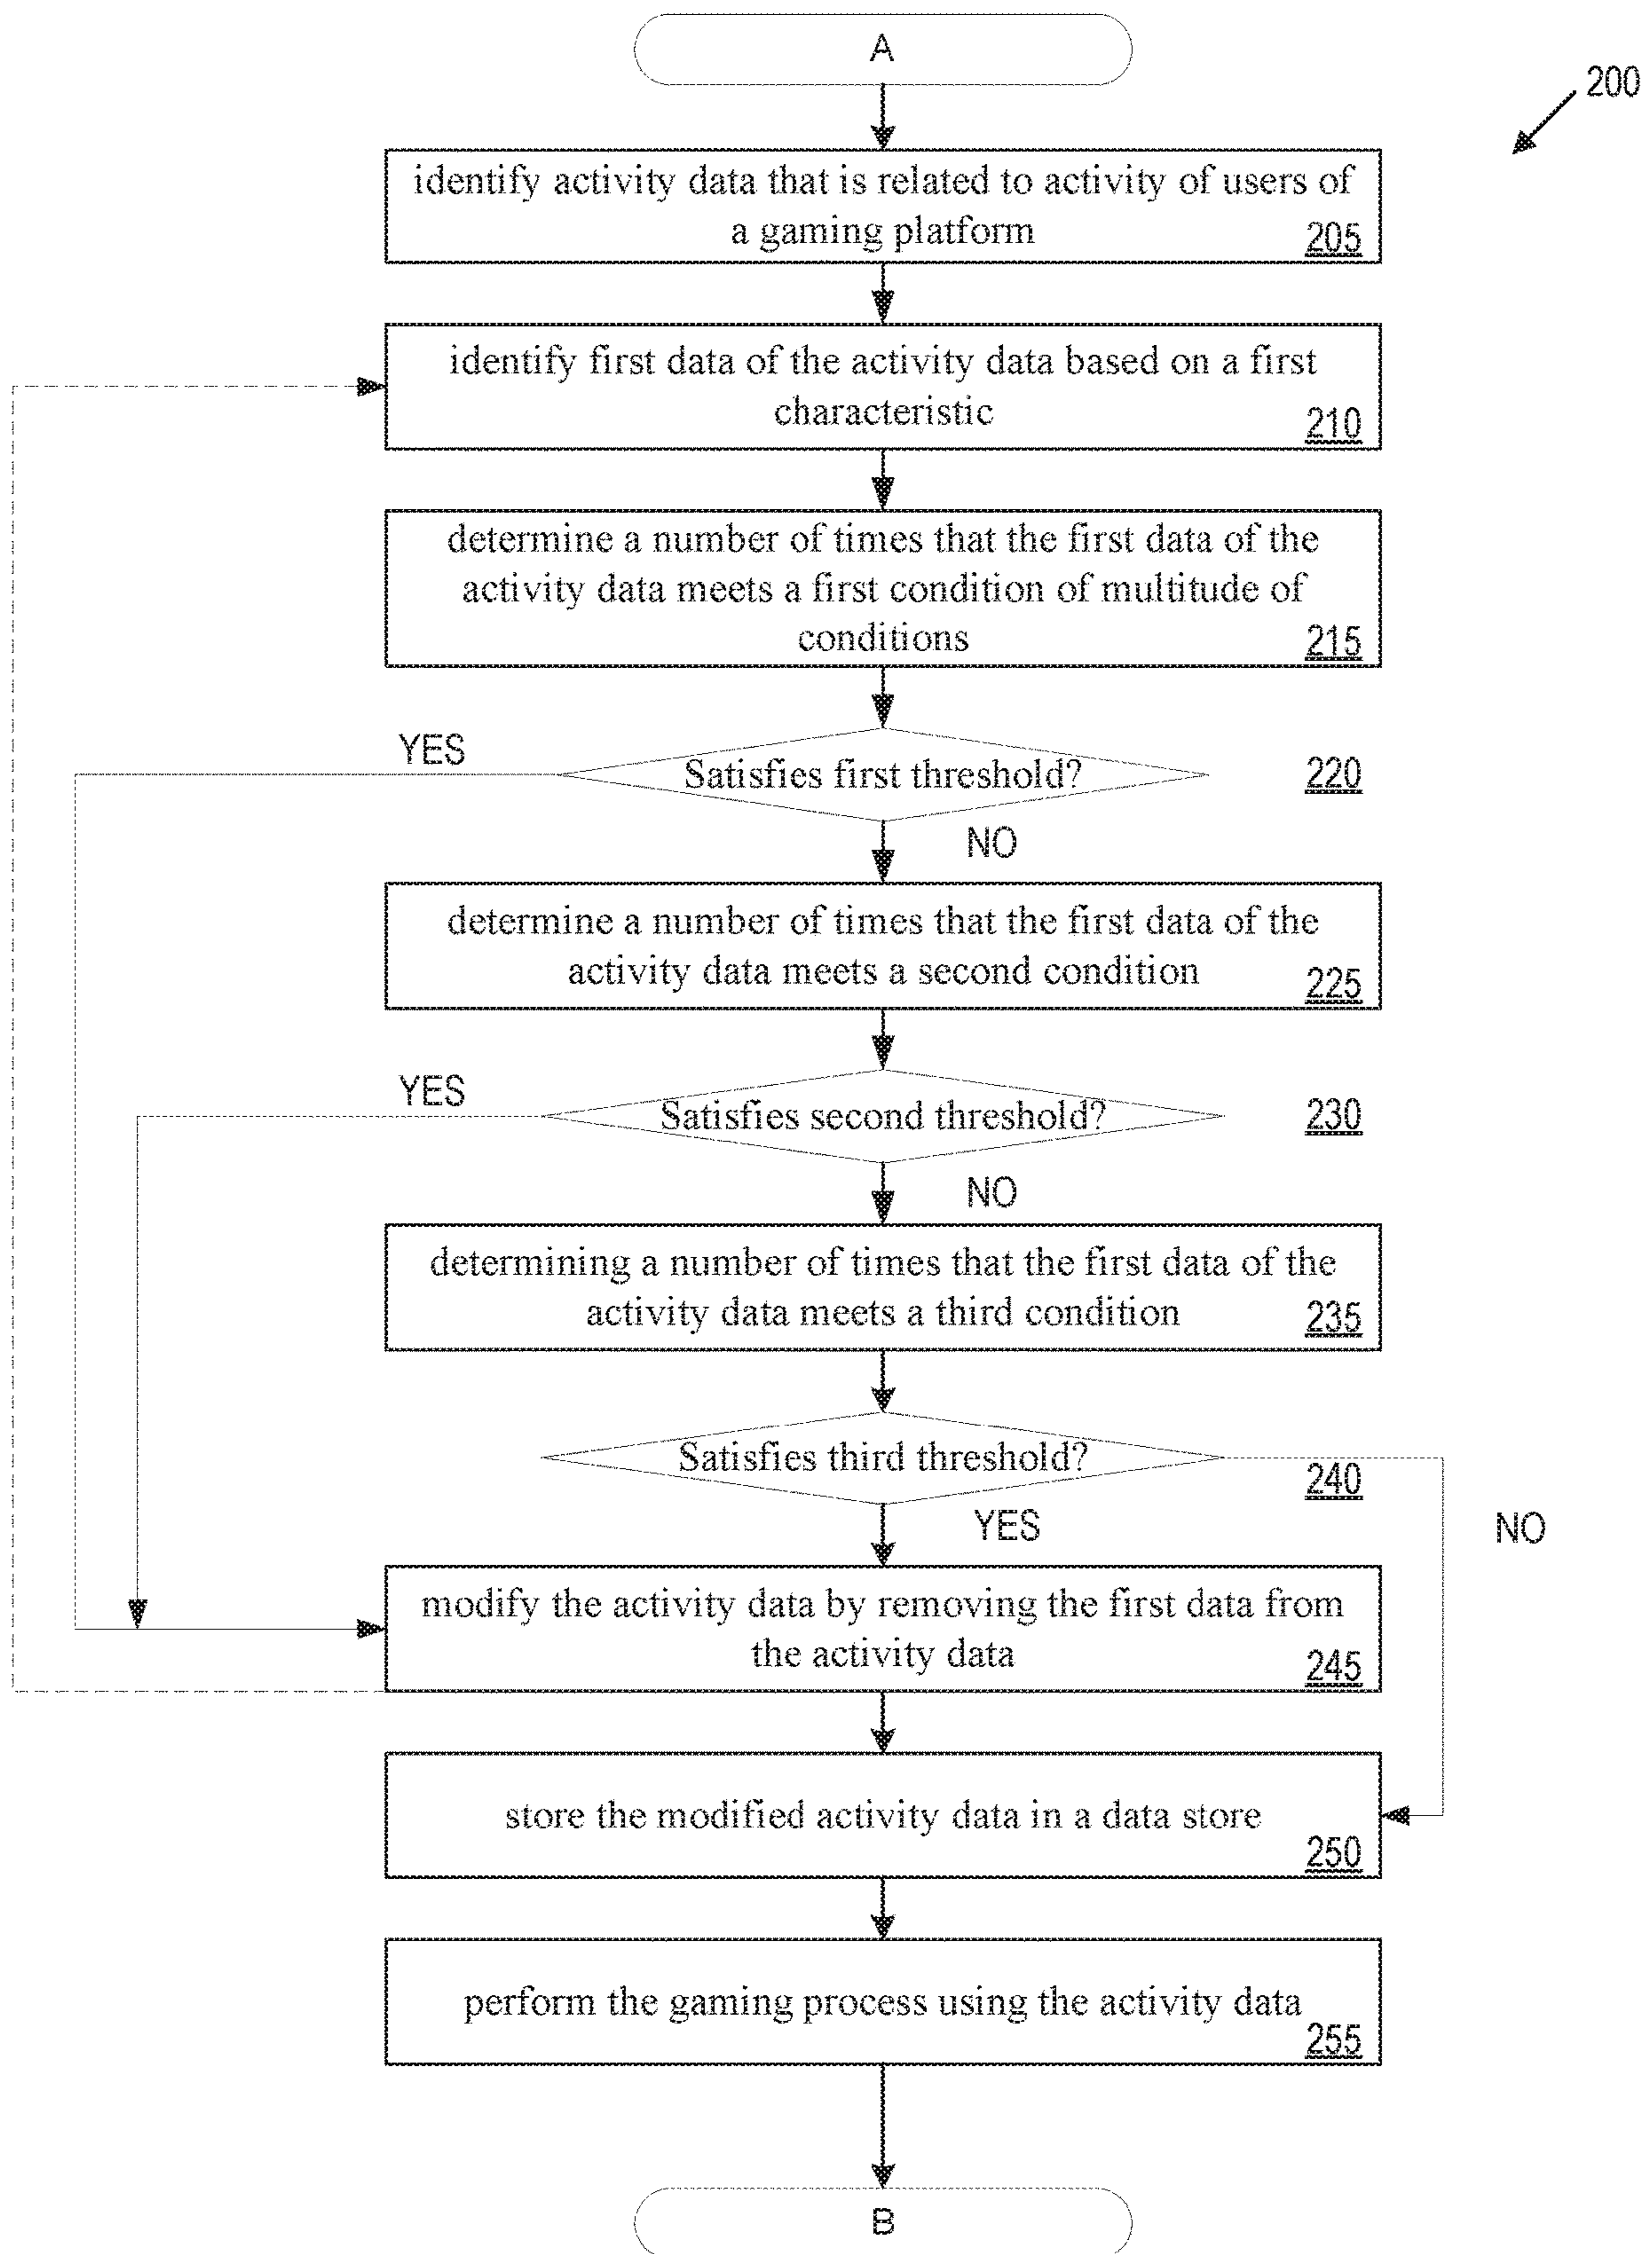 A
200
identify activity data that is related to activity of users of
a gaming platform
205
identify first data of the activity data based on a first
characteristic
210
determine a number of times that the first data of the
activity data meets a first condition of multitude of
conditions
215
YES
Satisfies first threshold?
220
NO
determine a number of times that the first data of the
activity data meets a second condition
225
YES
Satisfies second threshold?
230
NO
determining a number of times that the first data of the
activity data meets a third condition
235
Satisfies third threshold?
240
YES
NO
modify the activity data by removing the first data from
the activity data
245
store the modified activity data in a data store
250
perform the gaming process using the activity data
255
B